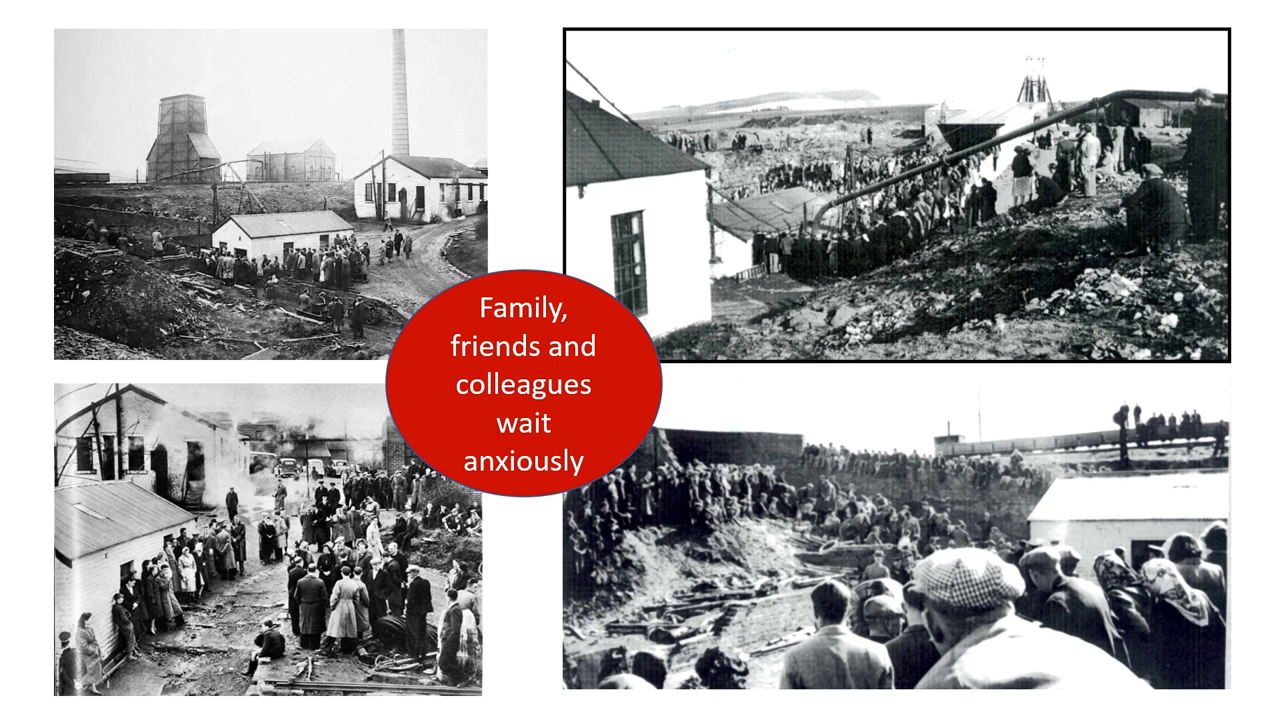 Family,
friends and
colleagues
wait
anxiously